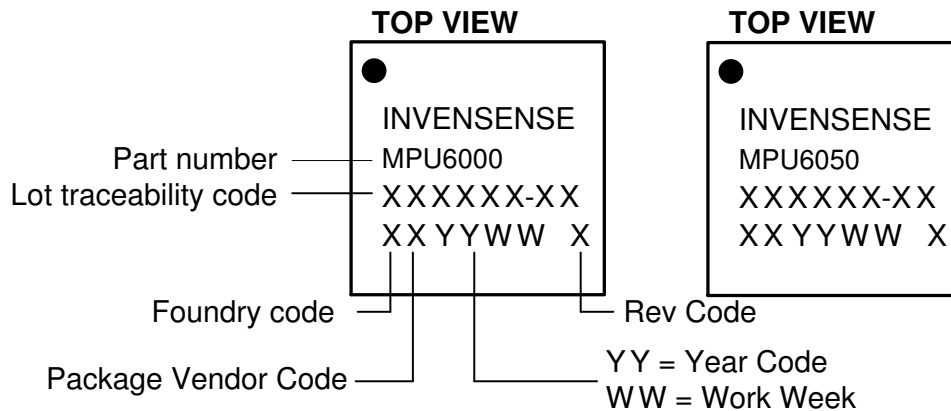 TOP VIEW
INVENSENSE
MPU6000
XXXXXX-XX
XXYYWW X
Part number
Lot traceability code
Foundry code
Package Vendor Code
Rev Code
YY = Year Code
WW = Work Week
TOP VIEW
INVENSENSE
MPU6050
XXXXXX-XX
XXYYWW X